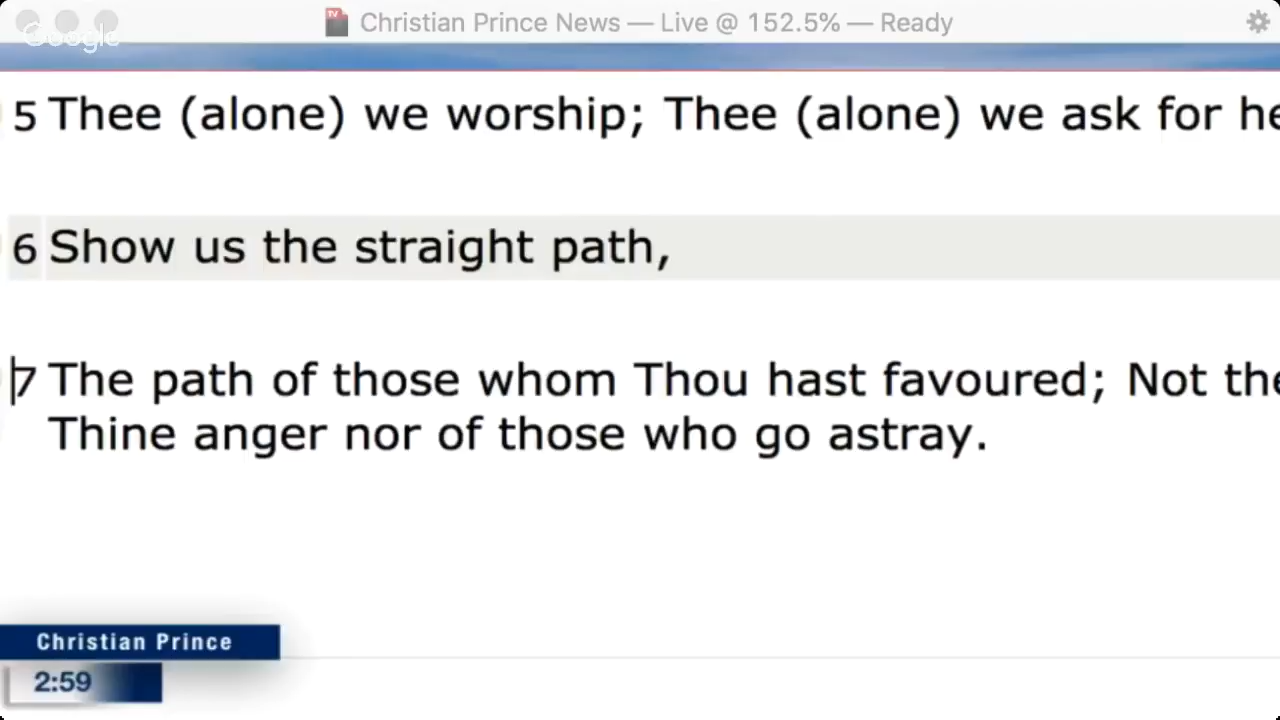 Christian Prince News — Live @ 152.5% — Ready
Google
5 Thee (alone) we worship; Thee (alone) we ask for
6 Show us the straight path,
7 The path of those whom Thou hast favoured; Not
Thine anger nor of those who go astray.
Christian Prince
2:59